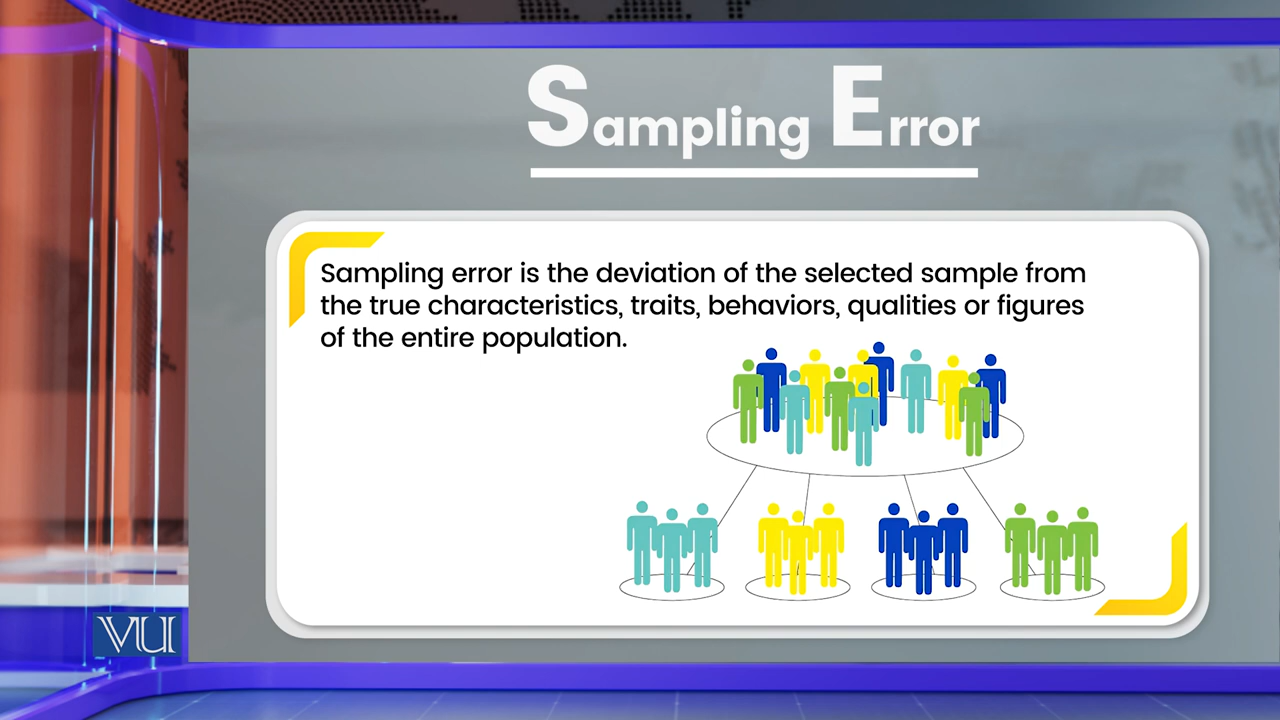 Sampling Error
Sampling error is the deviation of the selected sample from
the true characteristics, traits, behaviors, qualities or figures
of the entire population.
VU